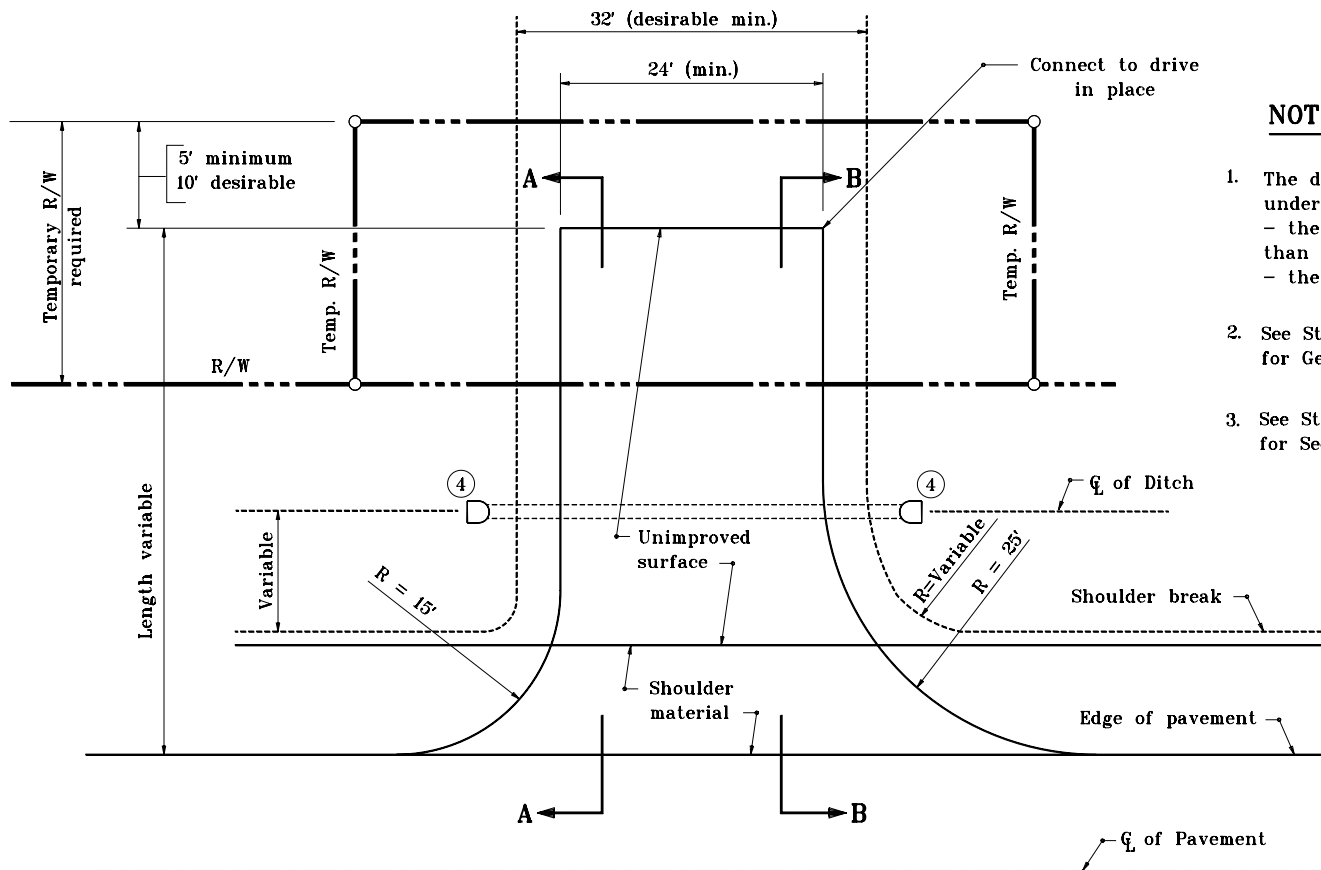 32' (desirable min.)
24' (min.)
Connect to drive
in place
5' minimum
10' desirable
A
B
Temporary R/W
required
Temp. R/W
Temp. R/W
R/W
NOT
1. The d
under
– the
than
– the
2. See St
for Ge
3. See St
for Se
4
4
℄ of Ditch
Length variable
Variable
Unimproved
surface
R = 15'
R=Variable
R = 25'
Shoulder break
Shoulder
material
Edge of pavement
A
B
℄ of Pavement